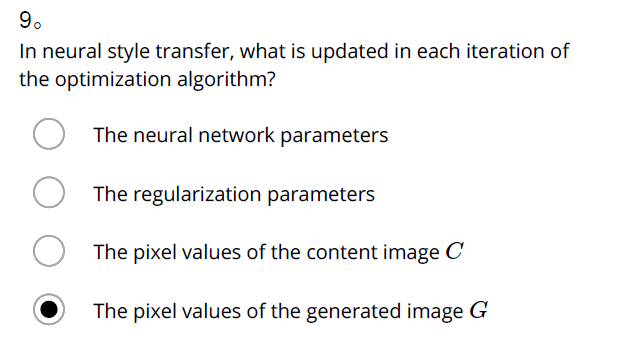 9。
In neural style transfer, what is updated in each iteration of
the optimization algorithm?
The neural network parameters
The regularization parameters
The pixel values of the content image C
The pixel values of the generated image G